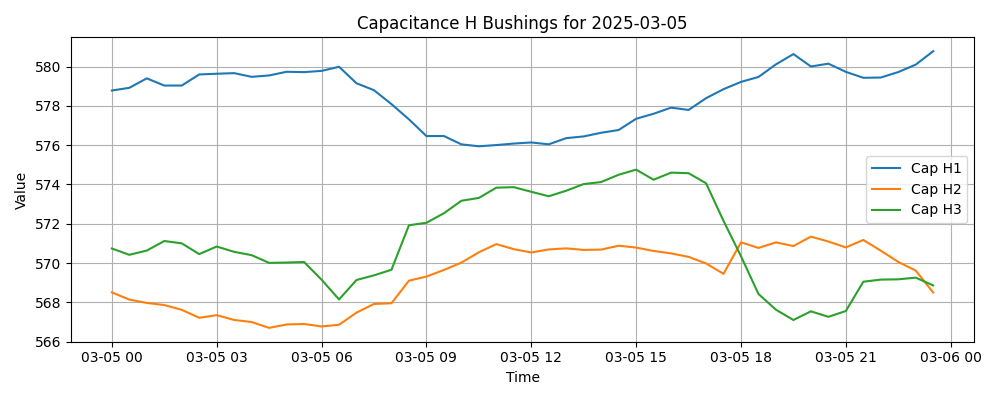 Capacitance H Bushings for 2025-03-05
580
578
576
574
572
570
568
566
Value
Cap H1
Cap H2
Cap H3
03-05 00 03-05 03 03-05 06 03-05 09 03-05 12 03-05 15 03-05 18 03-05 21 03-06 00
Time